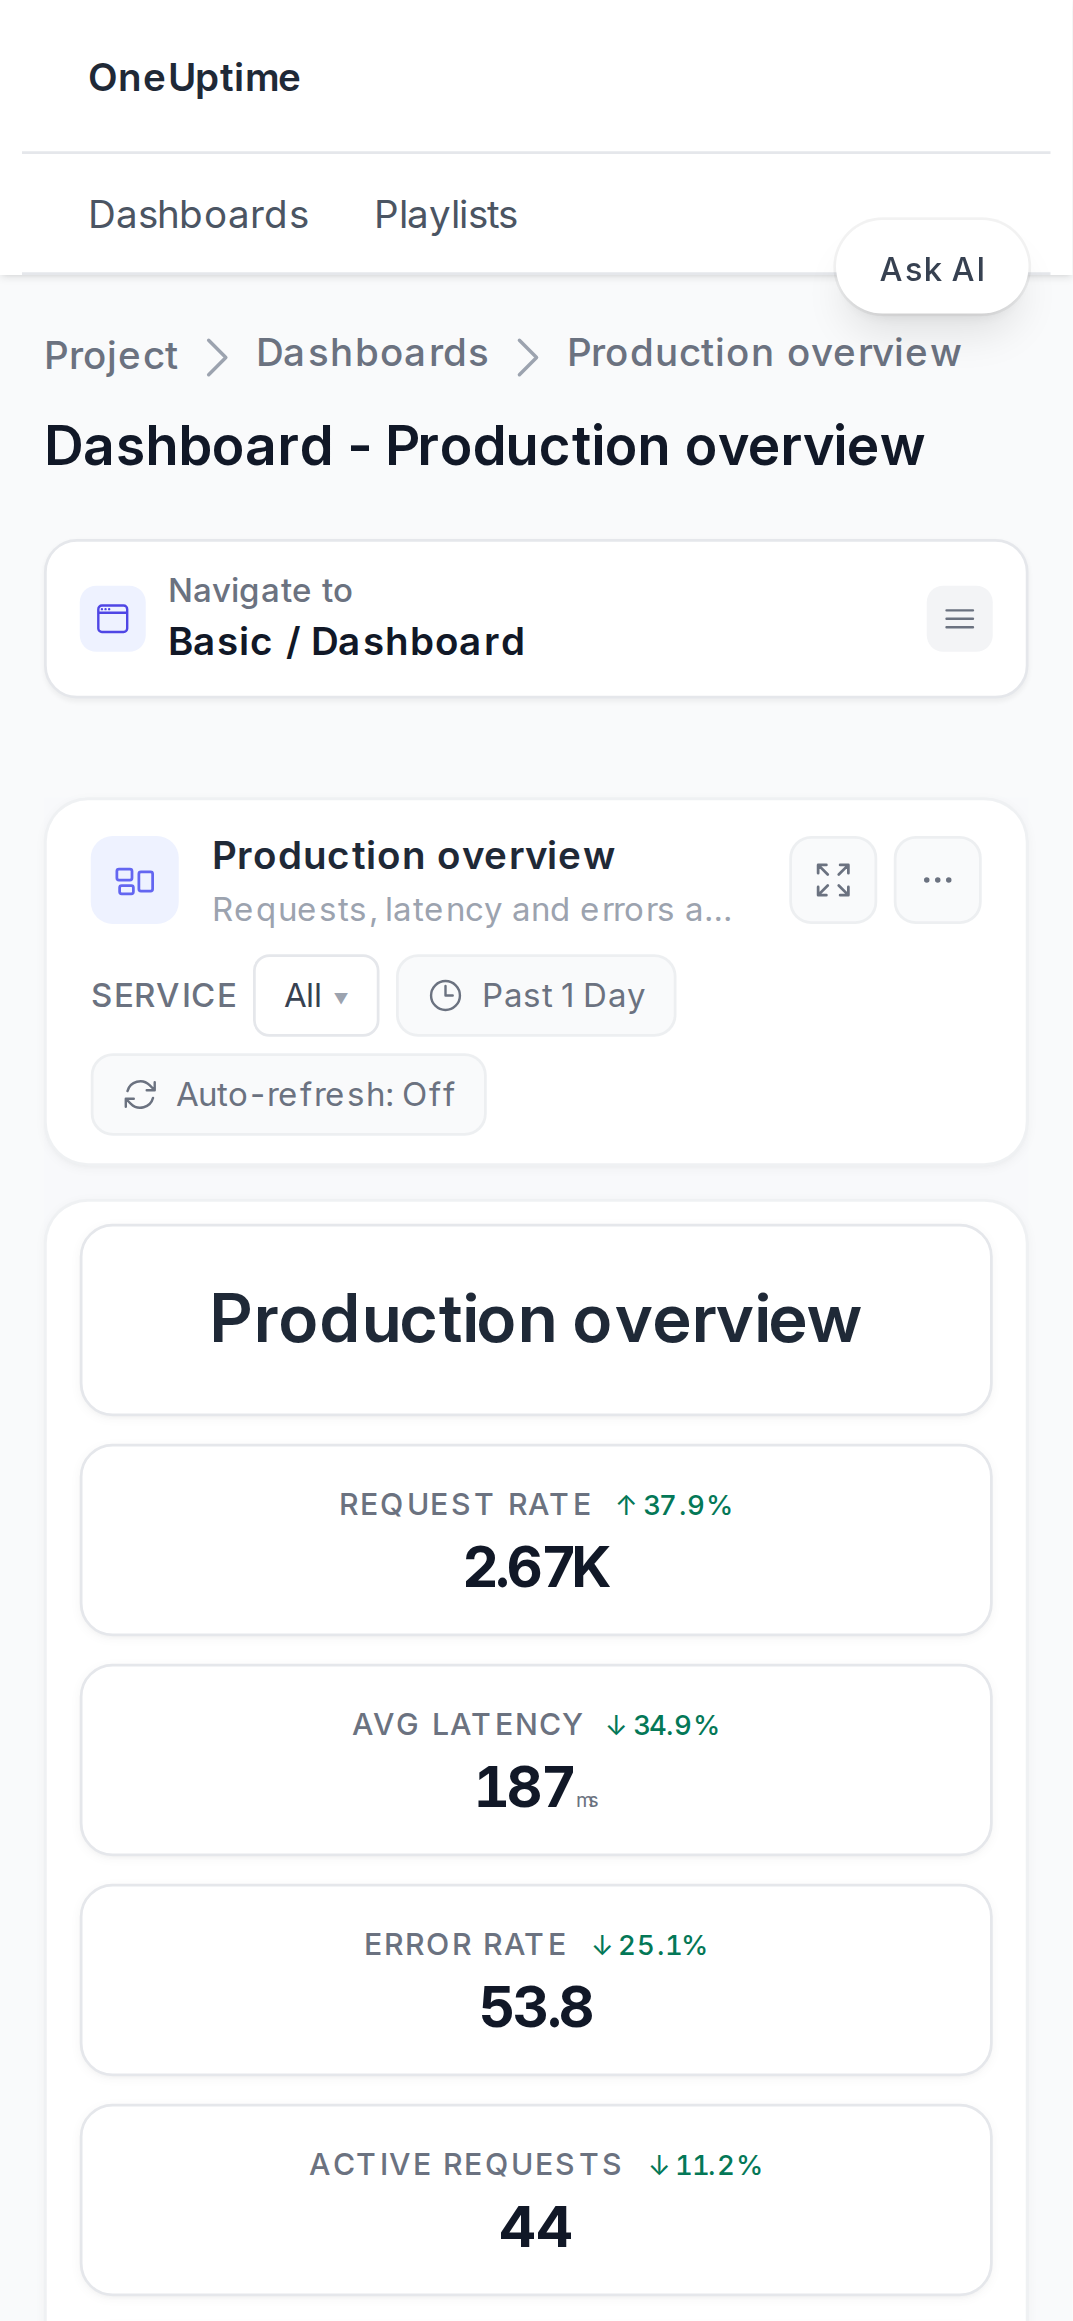 OneUptime
Dashboards Playlists
Ask AI
Project Dashboards Production overview
Dashboard - Production overview
Navigate to
Basic / Dashboard
Production overview
Requests, latency and errors a...
SERVICE All Past 1 Day
Auto-refresh: Off
Production overview
REQUEST RATE ↑ 37.9%
2.67K
AVG LATENCY ↓ 34.9%
187 ms
ERROR RATE ↓ 25.1%
53.8
ACTIVE REQUESTS ↓ 11.2%
44